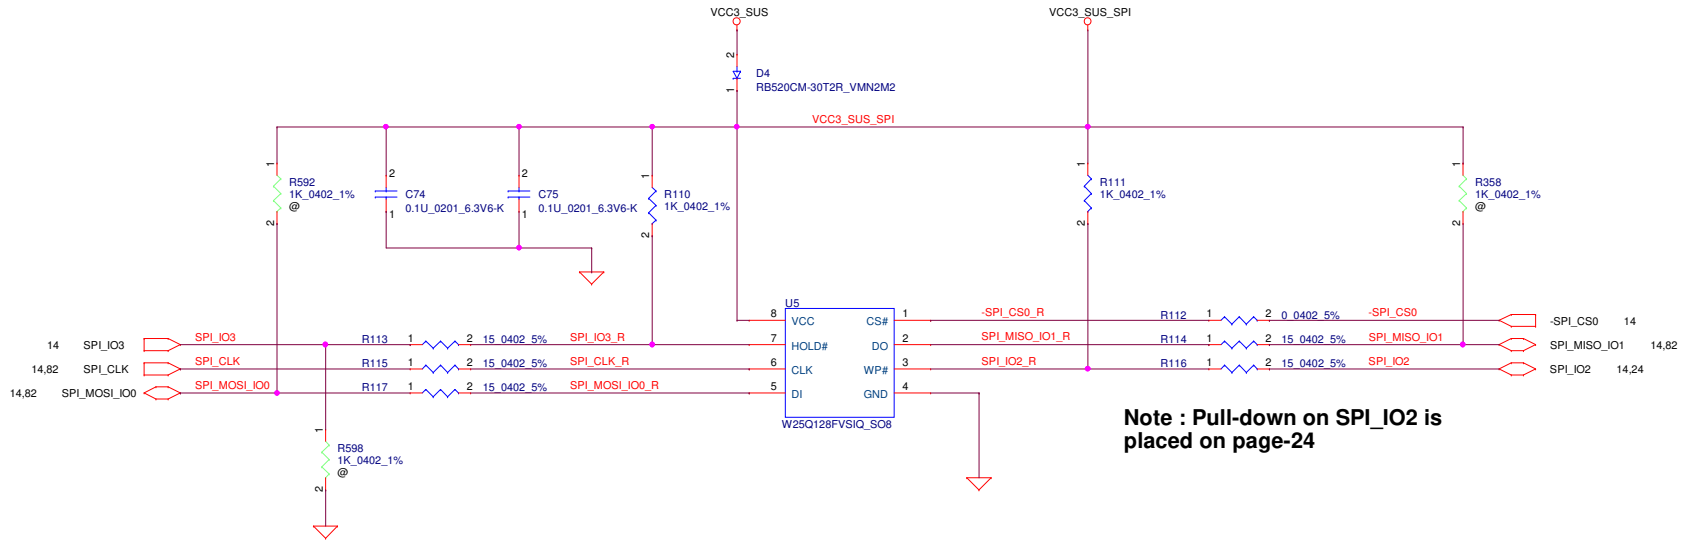 VCC3_SUS
VCC3_SUS_SPI
2
D4
RB520CM-30T2R_VMN2M2
1
VCC3_SUS_SPI
1
R592
1K_0402_1%
@
2
2
C74
0.1U_0201_6.3V6-K
1
2
C75
0.1U_0201_6.3V6-K
1
1
R110
1K_0402_1%
2
1
R111
1K_0402_1%
2
1
R358
1K_0402_1%
@
2
U5
8 VCC CS# 1 -SPI_CS0_R R112 1 2 0_0402_5% -SPI_CS0 -SPI_CS0 14
14 SPI_IO3 SPI_IO3 R113 1 2 15_0402_5% SPI_IO3_R 7 HOLD# DO 2 SPI_MISO_IO1_R R114 1 2 15_0402_5% SPI_MISO_IO1 SPI_MISO_IO1 14,82
14,82 SPI_CLK SPI_CLK R115 1 2 15_0402_5% SPI_CLK_R 6 CLK WP# 3 SPI_IO2_R R116 1 2 15_0402_5% SPI_IO2 SPI_IO2 14,24
14,82 SPI_MOSI_IO0 SPI_MOSI_IO0 R117 1 2 15_0402_5% SPI_MOSI_IO0_R 5 DI GND 4
W25Q128FVSIQ_SO8
Note : Pull-down on SPI_IO2 is
placed on page-24
1
R598
1K_0402_1%
@
2